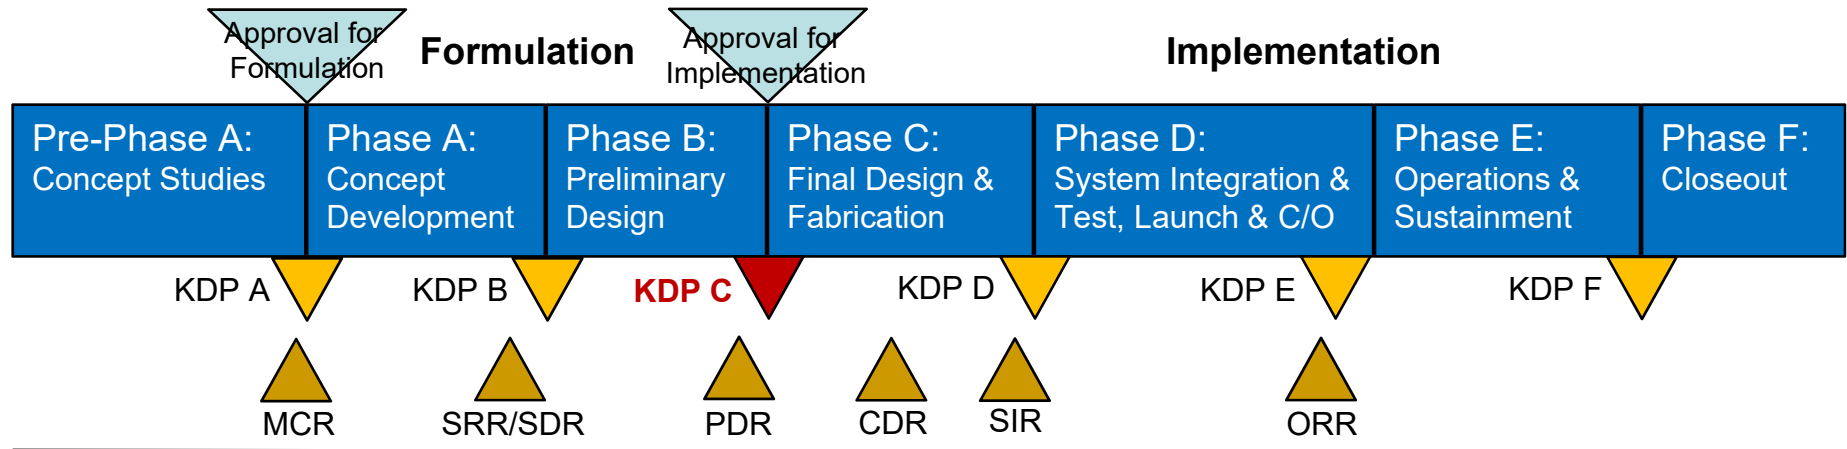 Approval for
Formulation
Formulation
Approval for
Implementation
Implementation
Pre-Phase A:
Concept Studies
Phase A:
Concept
Development
Phase B:
Preliminary
Design
Phase C:
Final Design &
Fabrication
Phase D:
System Integration &
Test, Launch & C/O
Phase E:
Operations &
Sustainment
Phase F:
Closeout
KDP A
KDP B
KDP C
KDP D
KDP E
KDP F
MCR
SRR/SDR
PDR
CDR
SIR
ORR